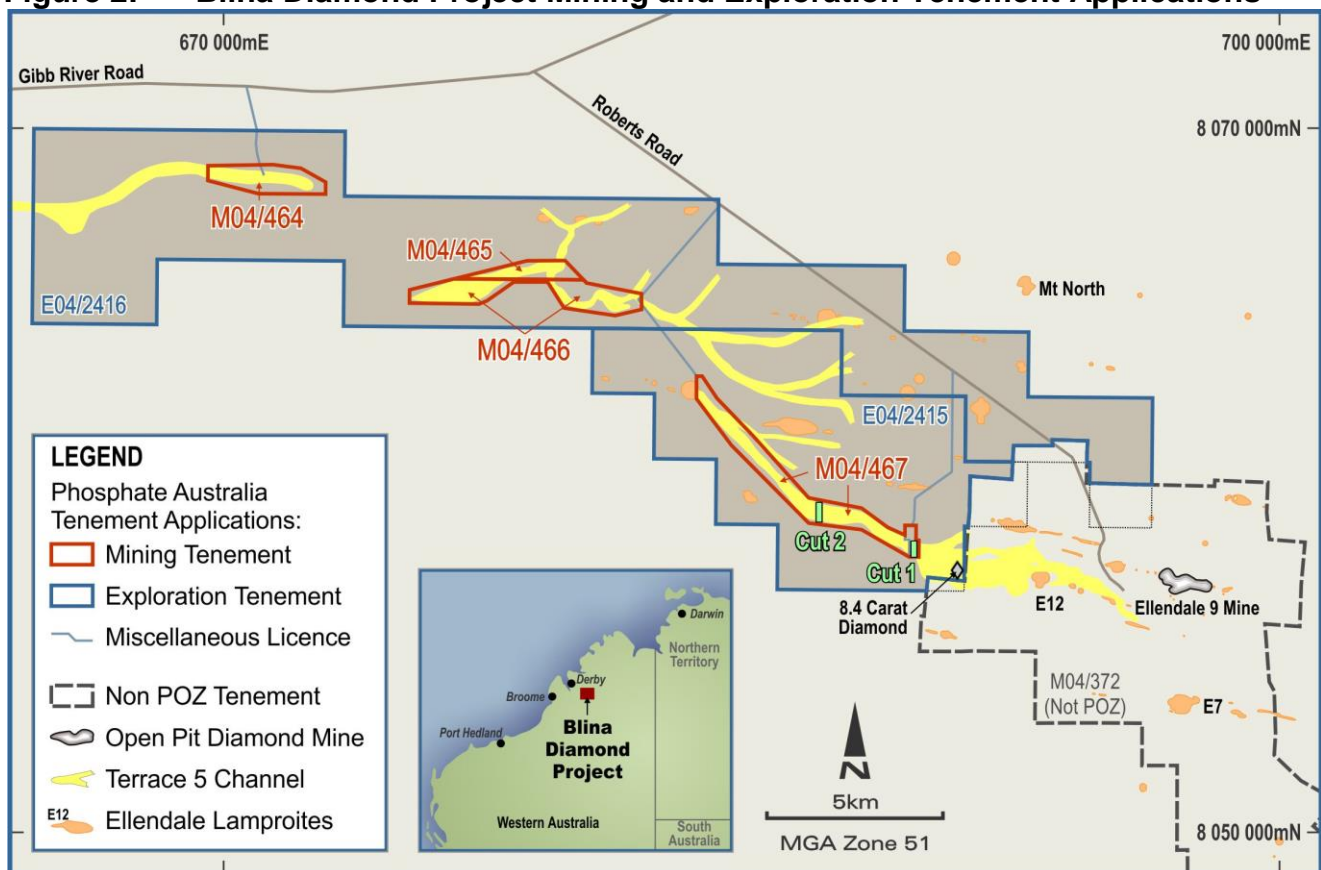 Figure 2: Blina Diamond Project Mining and Exploration Tenement Applications
670 000mE
700 000mE
Gibb River Road
Roberts Road
8 070 000mN
M04/464
M04/465
E04/2416
M04/466
Mt North
E04/2415
M04/467
Cut 2
Cut 1
8.4 Carat
Diamond
E12
Ellendale 9 Mine
M04/372
(Not POZ)
E7
LEGEND
Phosphate Australia
Tenement Applications:
Mining Tenement
Exploration Tenement
Miscellaneous Licence
Non POZ Tenement
Open Pit Diamond Mine
Terrace 5 Channel
E12
Ellendale Lamproites
Darwin
Northern
Territory
Derby
Broome
Port Hedland
Blina
Diamond
Project
Western Australia
South
Australia
N
5km
MGA Zone 51
8 050 000mN